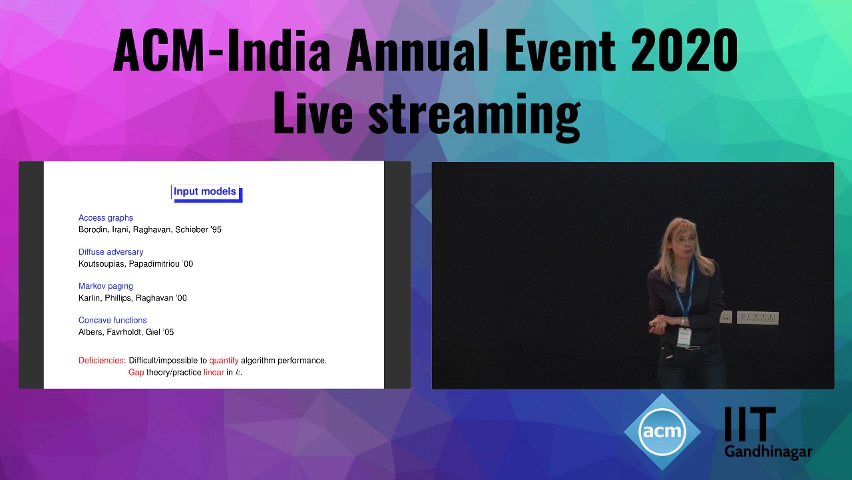 ACM-India Annual Event 2020
Live streaming
Input models
Access graphs
Borodin, Irani, Raghavan, Schieber '95
Diffuse adversary
Koutsoupias, Papadimitriou '00
Markov paging
Karlin, Phillips, Raghavan '00
Concave functions
Albers, Favrholdt, Giel '05
Deficiencies: Difficult/impossible to quantify algorithm performance.
Gap theory/practice linear in k.
acm
IIT
Gandhinagar